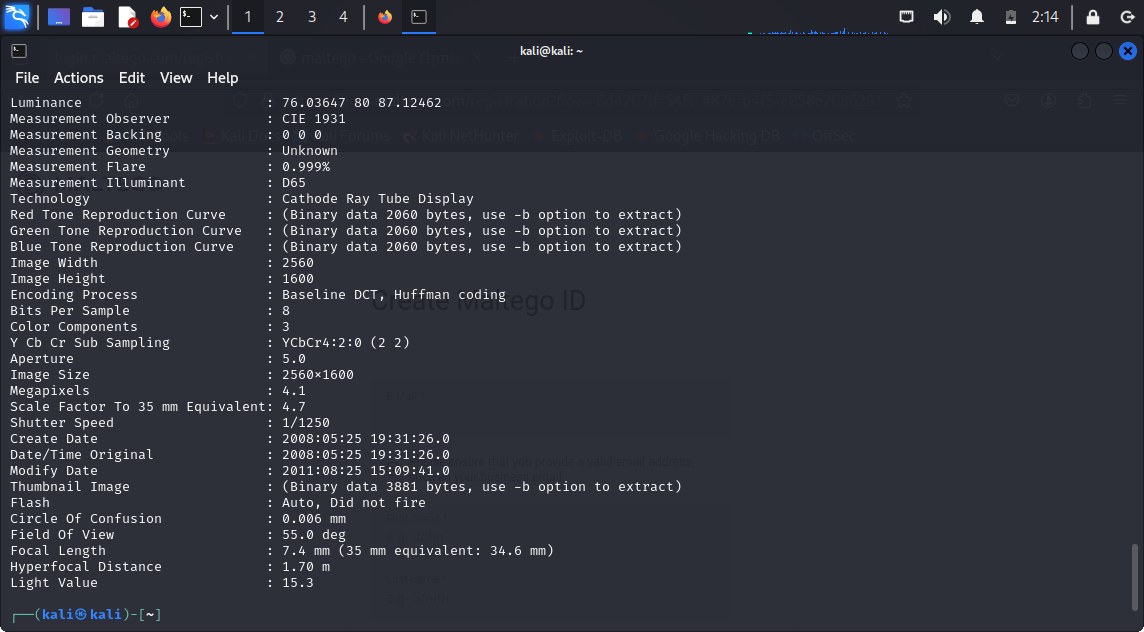 1 2 3 4 2:14
kali@kali: ~
File Actions Edit View Help
Luminance : 76.03647 80 87.12462
Measurement Observer : CIE 1931
Measurement Backing : 0 0 0
Measurement Geometry : Unknown
Measurement Flare : 0.999%
Measurement Illuminant : D65
Technology : Cathode Ray Tube Display
Red Tone Reproduction Curve : (Binary data 2060 bytes, use -b option to extract)
Green Tone Reproduction Curve : (Binary data 2060 bytes, use -b option to extract)
Blue Tone Reproduction Curve : (Binary data 2060 bytes, use -b option to extract)
Image Width : 2560
Image Height : 1600
Encoding Process : Baseline DCT, Huffman coding
Create Maltego ID
Bits Per Sample : 8
Color Components : 3
Y Cb Cr Sub Sampling : YCbCr4:2:0 (2 2)
Aperture : 5.0
Image Size : 2560×1600
Megapixels : 4.1
Scale Factor To 35 mm Equivalent: 4.7
Shutter Speed : 1/1250
Create Date : 2008:05:25 19:31:26.0
Date/Time Original : 2008:05:25 19:31:26.0
Modify Date : 2011:08:25 15:09:41.0
Thumbnail Image : (Binary data 3881 bytes, use -b option to extract)
Flash : Auto, Did not fire
Circle Of Confusion : 0.006 mm
Field Of View : 55.0 deg
Focal Length : 7.4 mm (35 mm equivalent: 34.6 mm)
Hyperfocal Distance : 1.70 m
Light Value : 15.3
┌──(kali㉿kali)-[~]